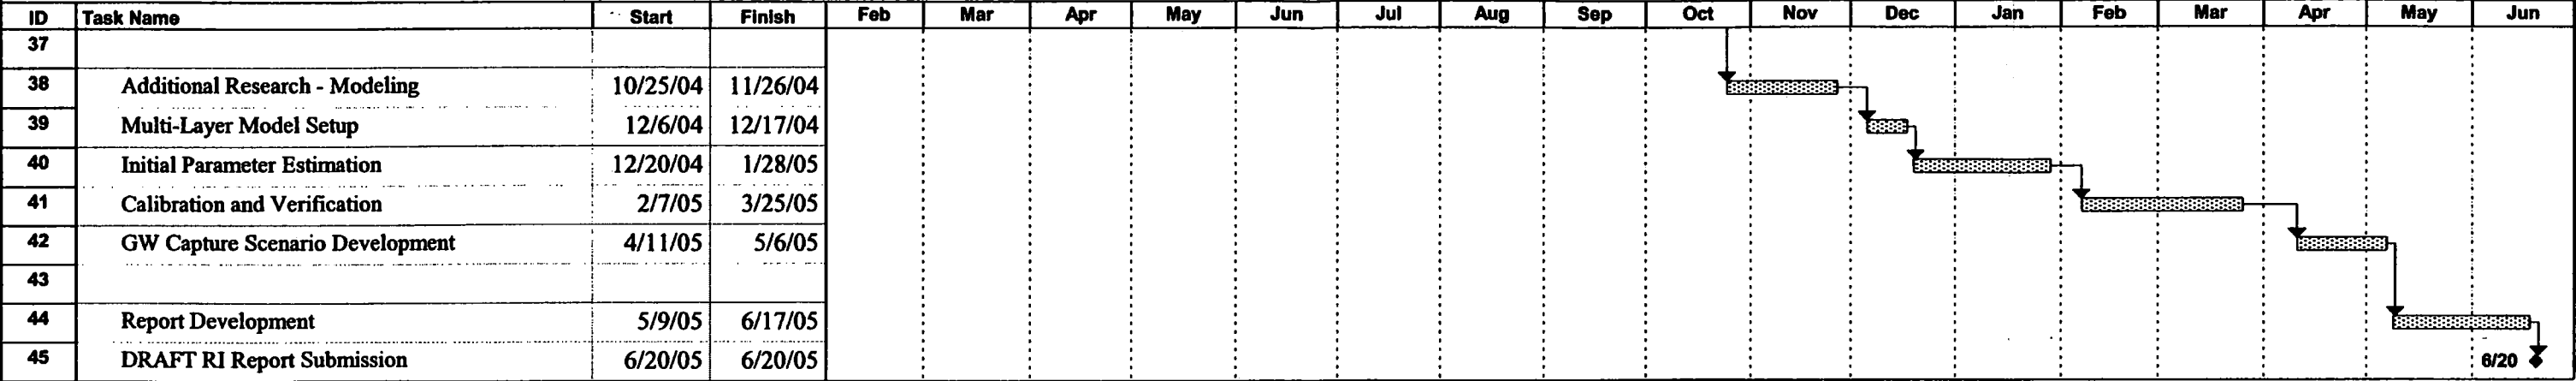 ID Task Name Start Finish Feb Mar Apr May Jun Jul Aug Sep Oct Nov Dec Jan Feb Mar Apr May Jun
37
38 Additional Research - Modeling 10/25/04 11/26/04
39 Multi-Layer Model Setup 12/6/04 12/17/04
40 Initial Parameter Estimation 12/20/04 1/28/05
41 Calibration and Verification 2/7/05 3/25/05
42 GW Capture Scenario Development 4/11/05 5/6/05
43
44 Report Development 5/9/05 6/17/05
45 DRAFT RI Report Submission 6/20/05 6/20/05 6/20